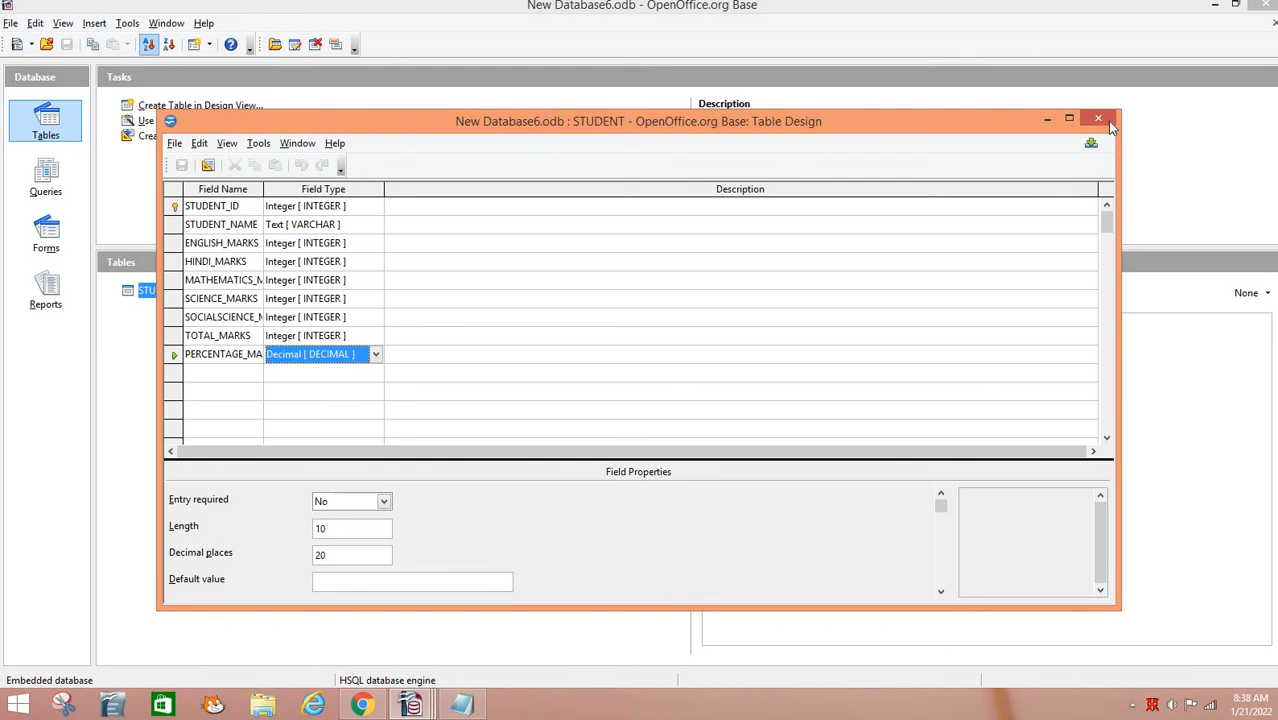 New Database6.odb - OpenOffice.org Base
File Edit View Insert Tools Window Help
Database
Tasks
Tables
Queries
Forms
Reports
Create Table in Design View...
Use
Crea
Description
Tables
STU
None
New Database6.odb : STUDENT - OpenOffice.org Base: Table Design
File Edit View Tools Window Help
Field Name Field Type Description
STUDENT_ID Integer [ INTEGER ]
STUDENT_NAME Text [ VARCHAR ]
ENGLISH_MARKS Integer [ INTEGER ]
HINDI_MARKS Integer [ INTEGER ]
MATHEMATICS_M Integer [ INTEGER ]
SCIENCE_MARKS Integer [ INTEGER ]
SOCIALSCIENCE_M Integer [ INTEGER ]
TOTAL_MARKS Integer [ INTEGER ]
PERCENTAGE_MA Decimal [ DECIMAL ]
Field Properties
Entry required No
Length 10
Decimal places 20
Default value
Embedded database HSQL database engine
8:38 AM
1/21/2022